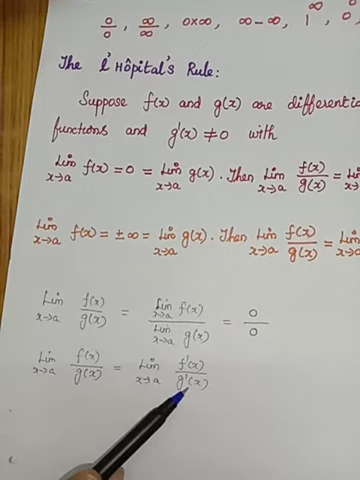 0/0, ∞/∞, 0×∞, ∞-∞, 1^∞,
The L'Hôpital's Rule:
Suppose f(x) and g(x) are
functions and g'(x) ≠ 0 with
Lim x→a f(x) = 0 = Lim x→a g(x). Then Lim x→a f(x)/g(x) = Lim x→
Lim x→a f(x) = ±∞ = Lim x→a g(x). Then Lim x→a f(x)/g(x) = Lim x→
Lim x→a f(x)/g(x) = Lim x→a f(x) / Lim x→a g(x) = 0/0
Lim x→a f(x)/g(x) = Lim x→a f'(x)/g'(x)